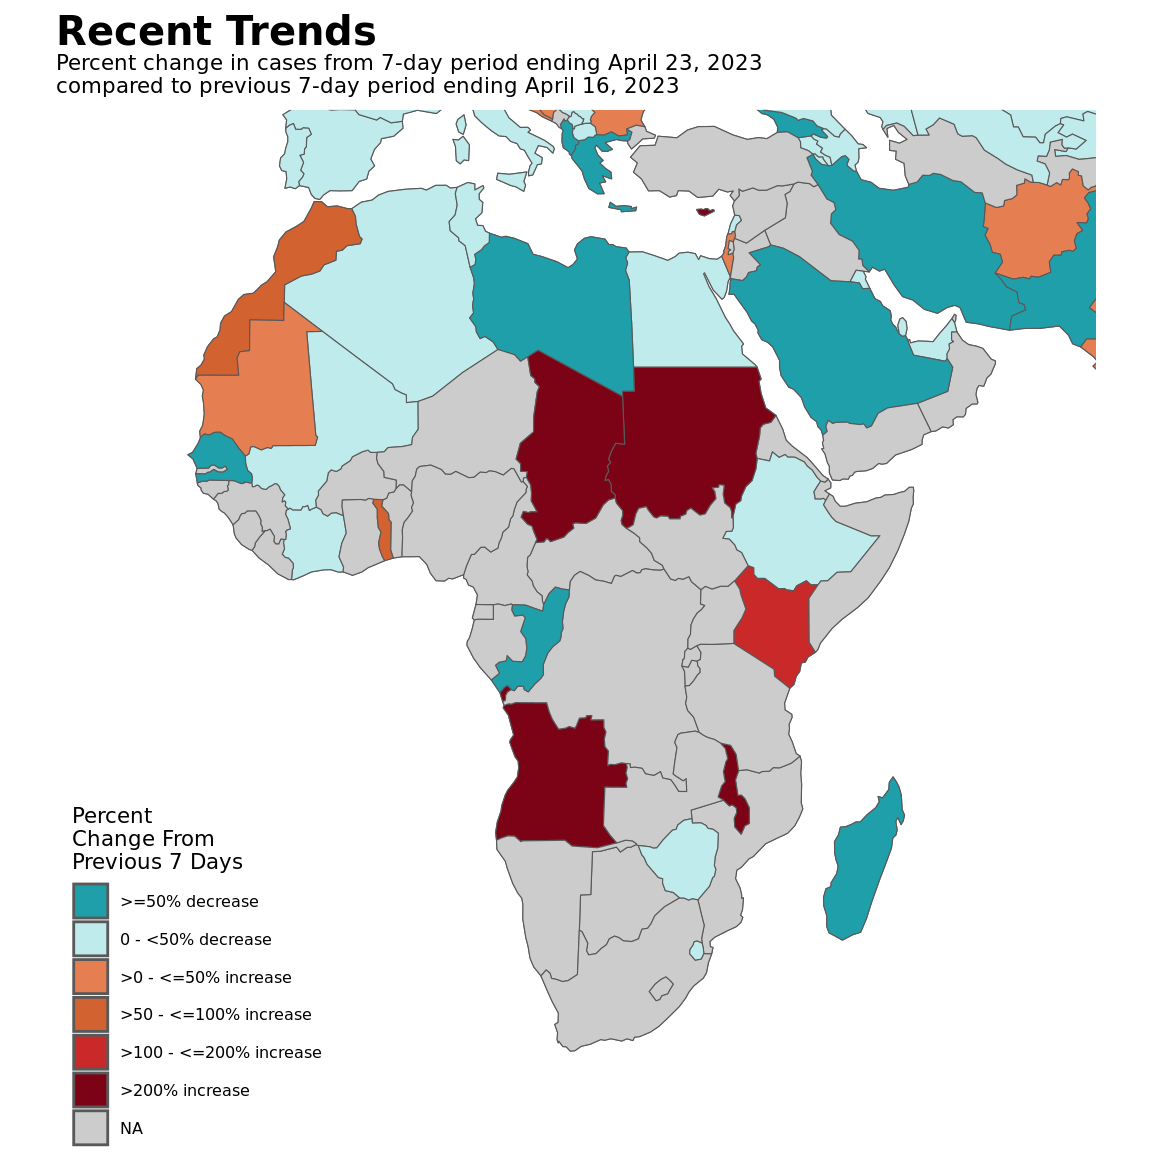 Recent Trends
Percent change in cases from 7-day period ending April 23, 2023
compared to previous 7-day period ending April 16, 2023
Percent
Change From
Previous 7 Days
>=50% decrease
0 - <50% decrease
>0 - <=50% increase
>50 - <=100% increase
>100 - <=200% increase
>200% increase
NA